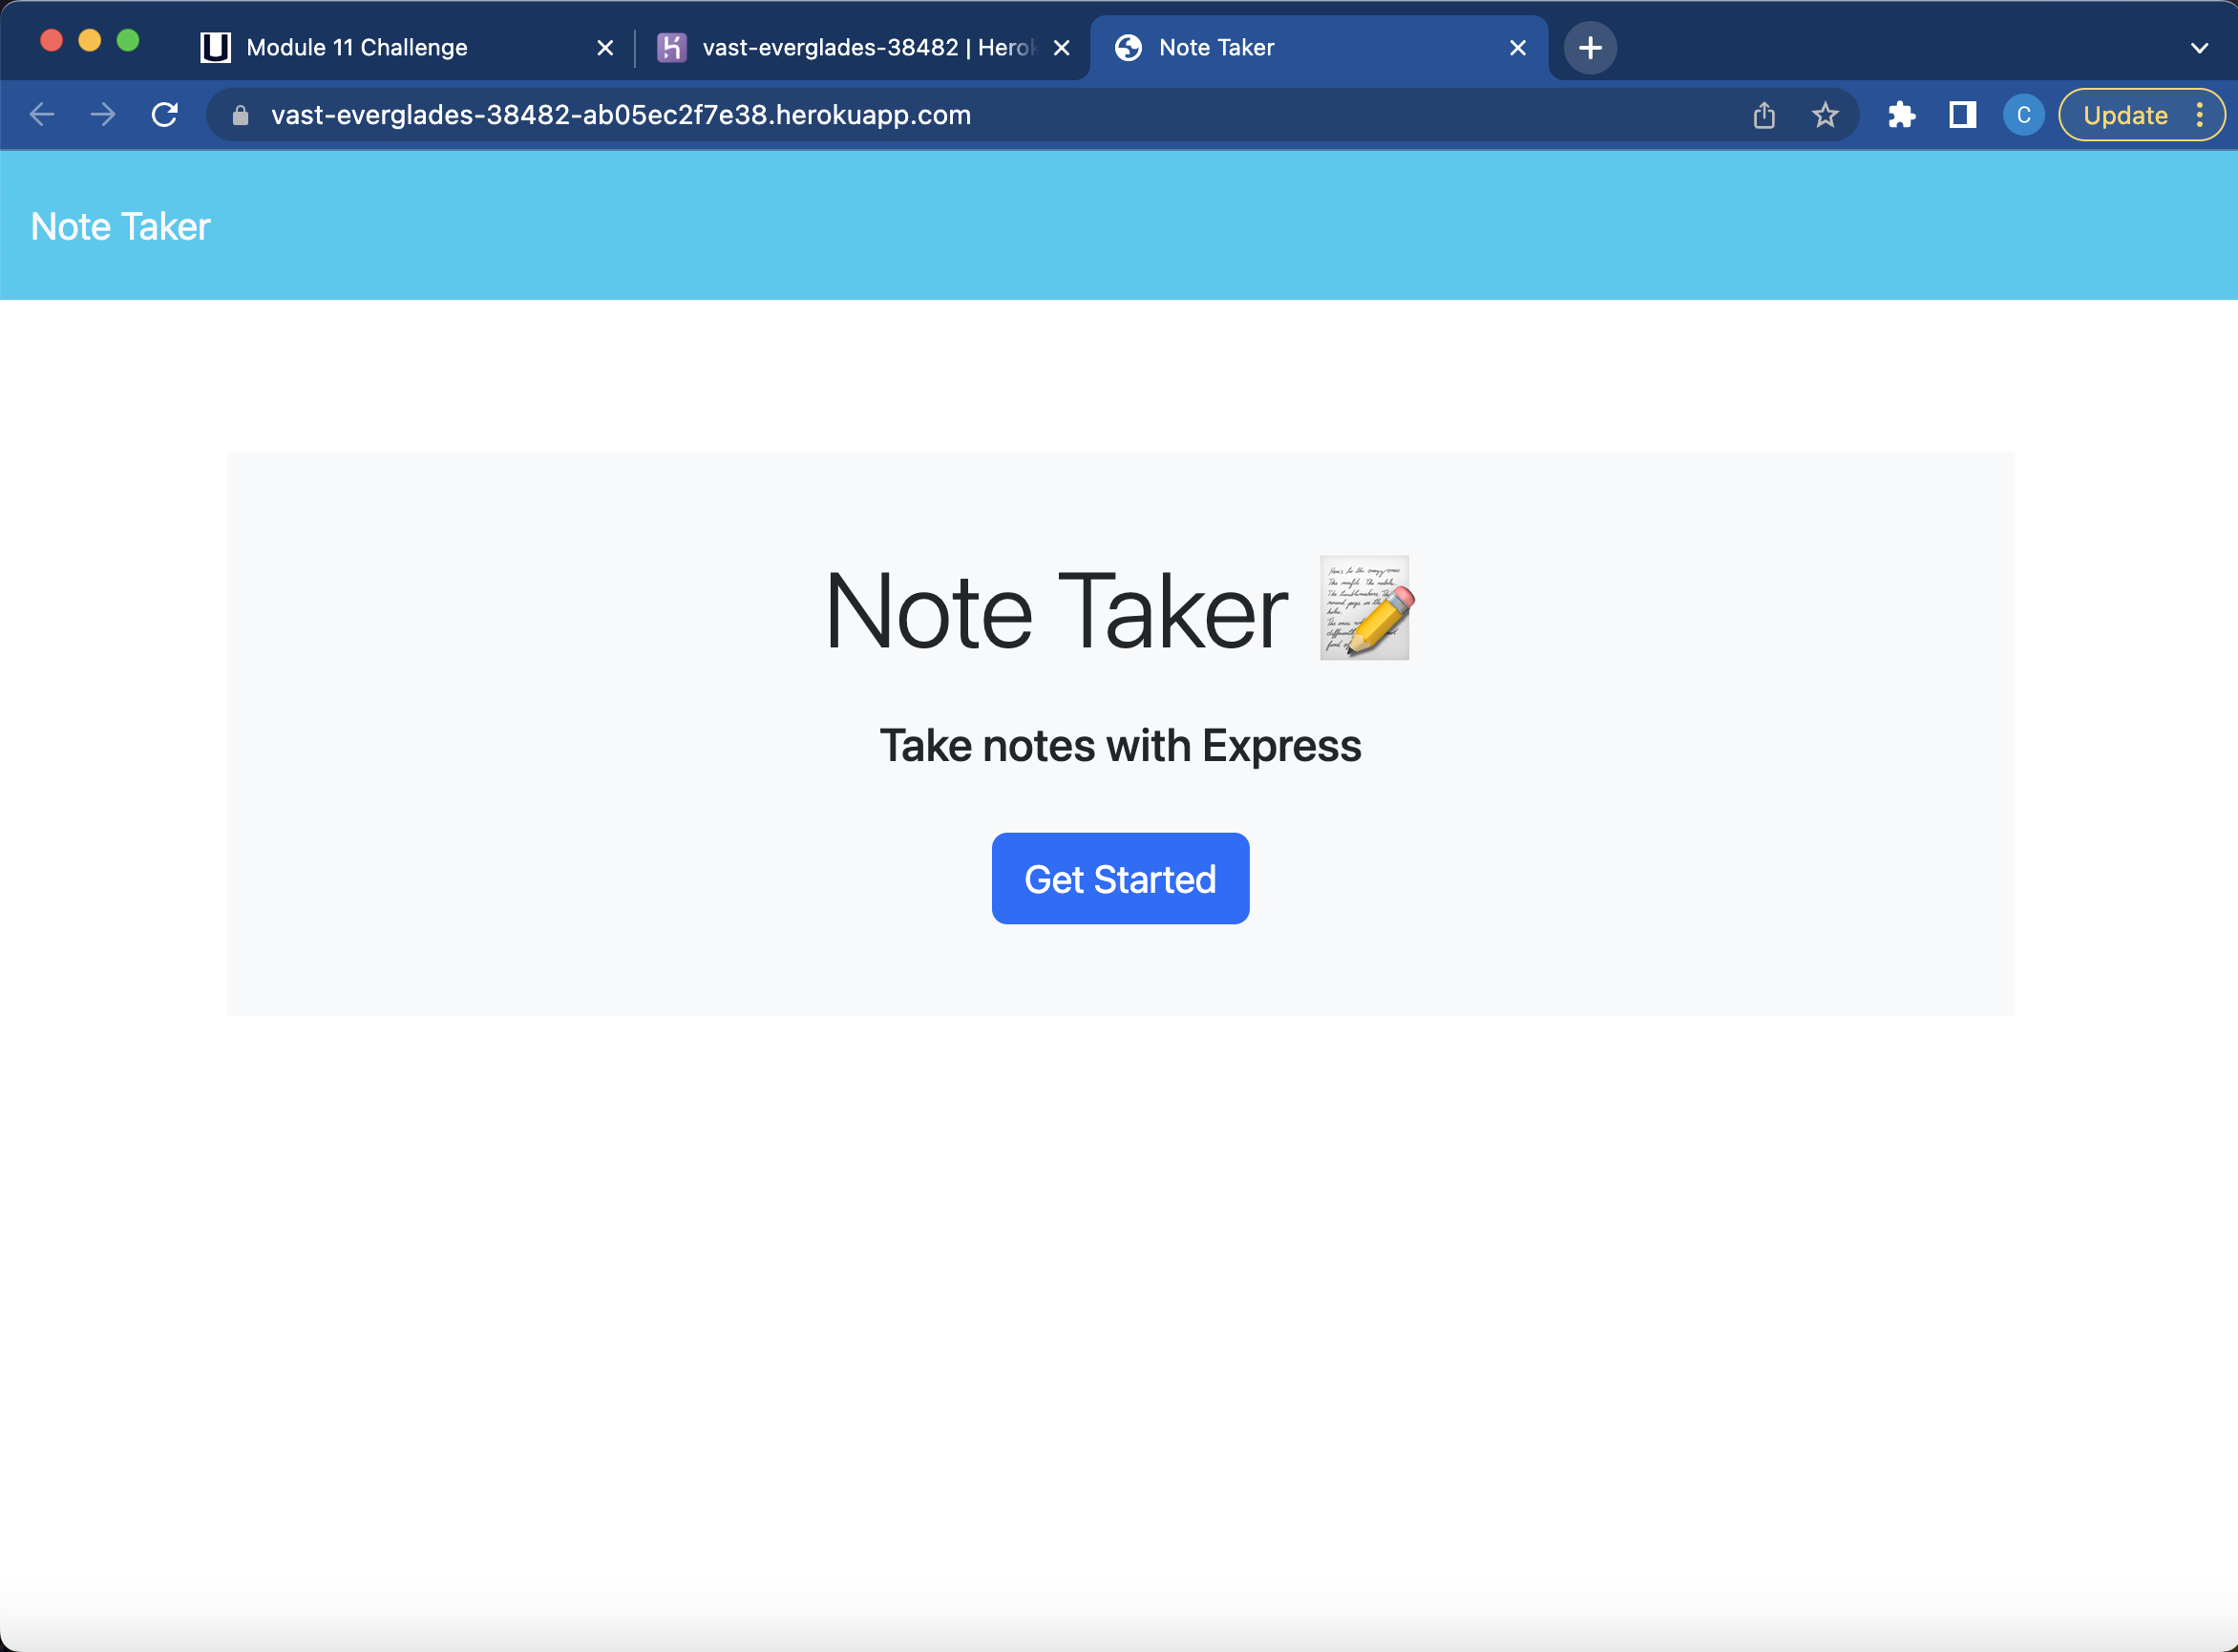 Module 11 Challenge
vast-everglades-38482 | Herok
Note Taker
vast-everglades-38482-ab05ec2f7e38.herokuapp.com
C
Update
Note Taker
Note Taker
Take notes with Express
Get Started